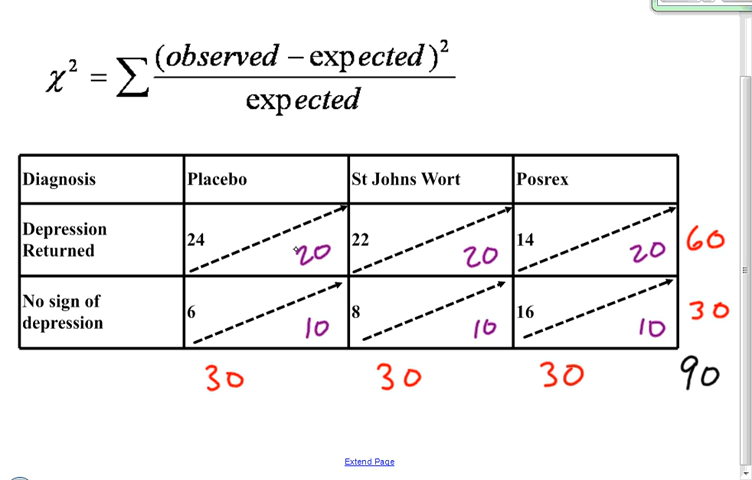 χ² = ∑ (observed – expected)² / expected
Diagnosis Placebo St Johns Wort Posrex
Depression
Returned
24 20 22 20 14 20 60
No sign of
depression
6 10 8 10 16 10 30
30 30 30 90
Extend Page